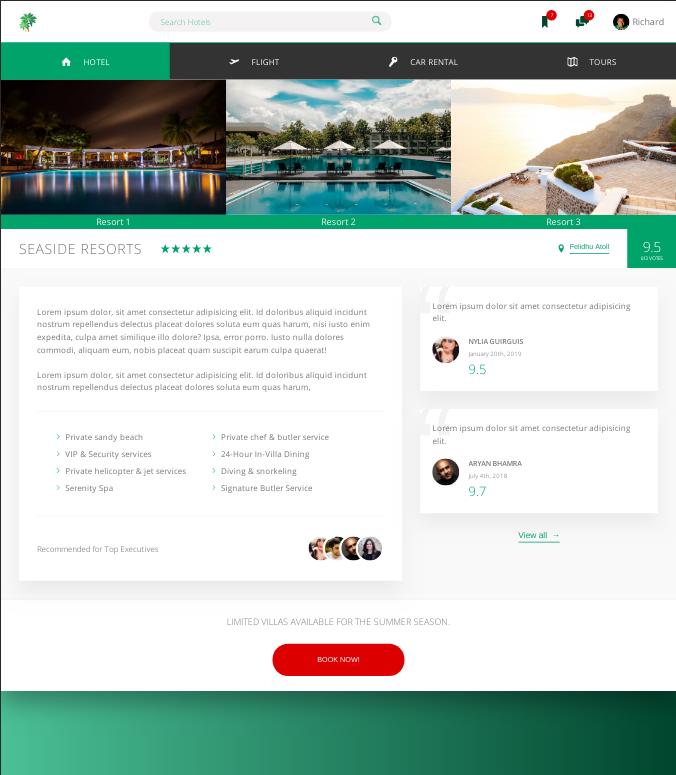 Search Hotels
7
13
Richard
HOTEL
FLIGHT
CAR RENTAL
TOURS
Resort 1
Resort 2
Resort 3
SEASIDE RESORTS
Felidhu Atoll
9.5
813 VOTES
Lorem ipsum dolor, sit amet consectetur adipisicing elit. Id doloribus aliquid incidunt
nostrum repellendus delectus placeat dolores soluta eum quas harum, nisi iusto enim
expedita, culpa amet similique illo dolore? Ipsa, error porro. Iusto nulla dolores
commodi, aliquam eum, nobis placeat quam suscipit earum culpa quaerat!
Lorem ipsum dolor, sit amet consectetur adipisicing elit. Id doloribus aliquid incidunt
nostrum repellendus delectus placeat dolores soluta eum quas harum,
Private sandy beach
Private chef & butler service
VIP & Security services
24-Hour In-Villa Dining
Private helicopter & jet services
Diving & snorkeling
Serenity Spa
Signature Butler Service
Recommended for Top Executives
Lorem ipsum dolor sit amet consectetur adipisicing
elit.
NYLIA GUIRGUIS
January 20th, 2019
9.5
Lorem ipsum dolor sit amet consectetur adipisicing
elit.
ARYAN BHAMRA
July 4th, 2018
9.7
View all →
LIMITED VILLAS AVAILABLE FOR THE SUMMER SEASON.
BOOK NOW!